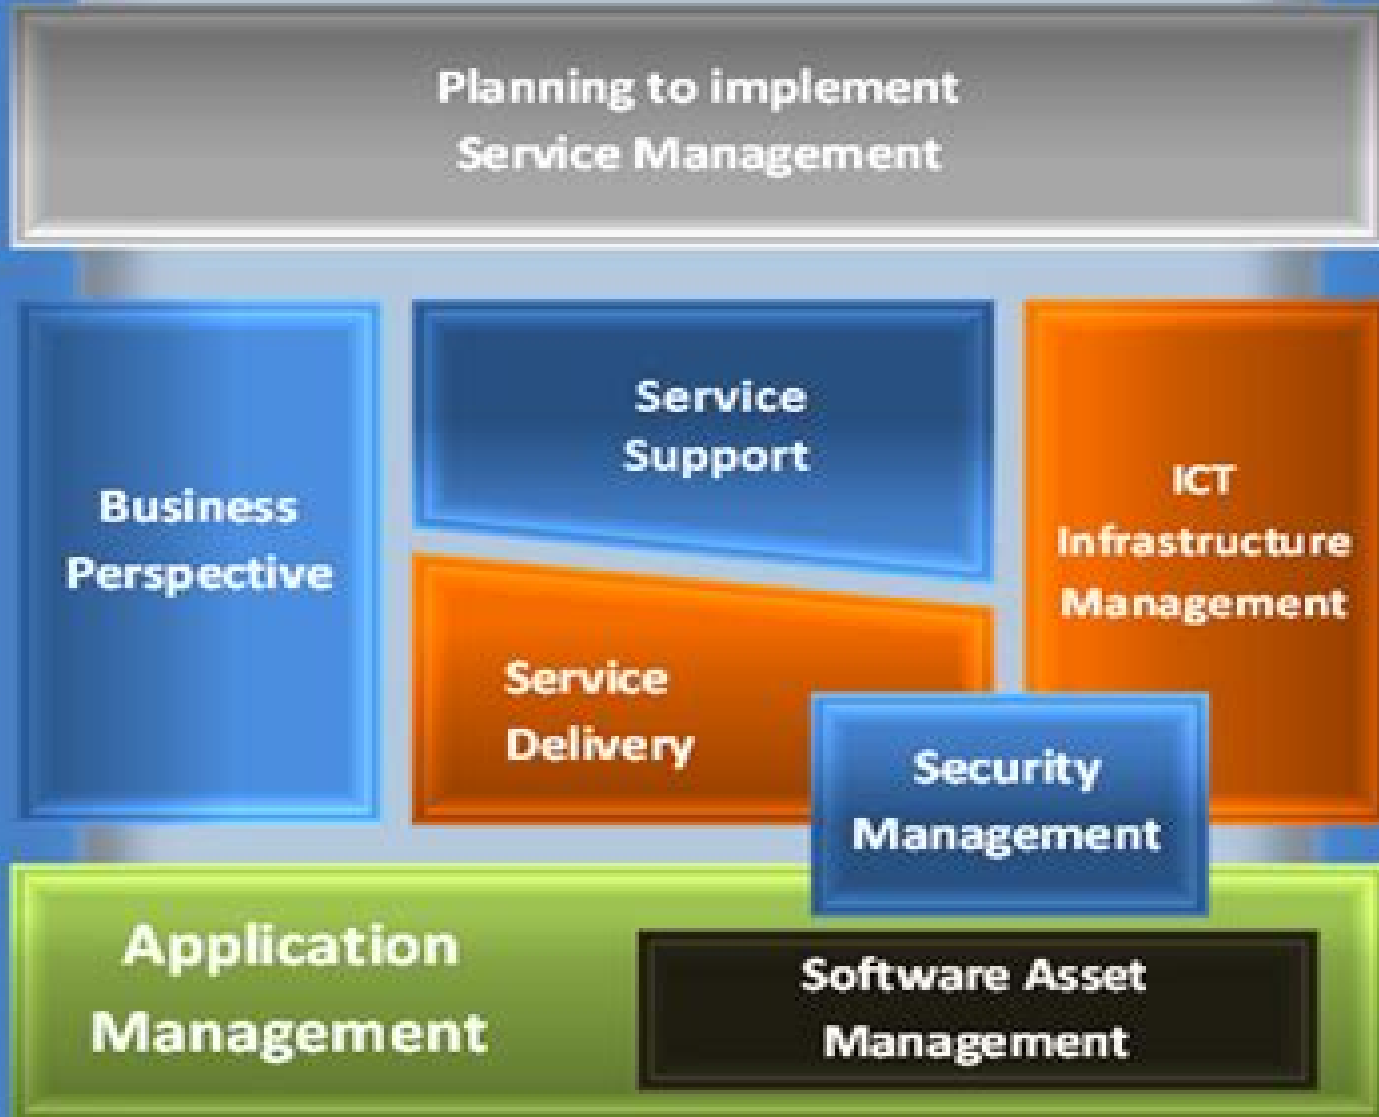 Planning to implement
Service Management
Business
Perspective
Service
Support
Service
Delivery
ICT
Infrastructure
Management
Security
Management
Application
Management
Software Asset
Management